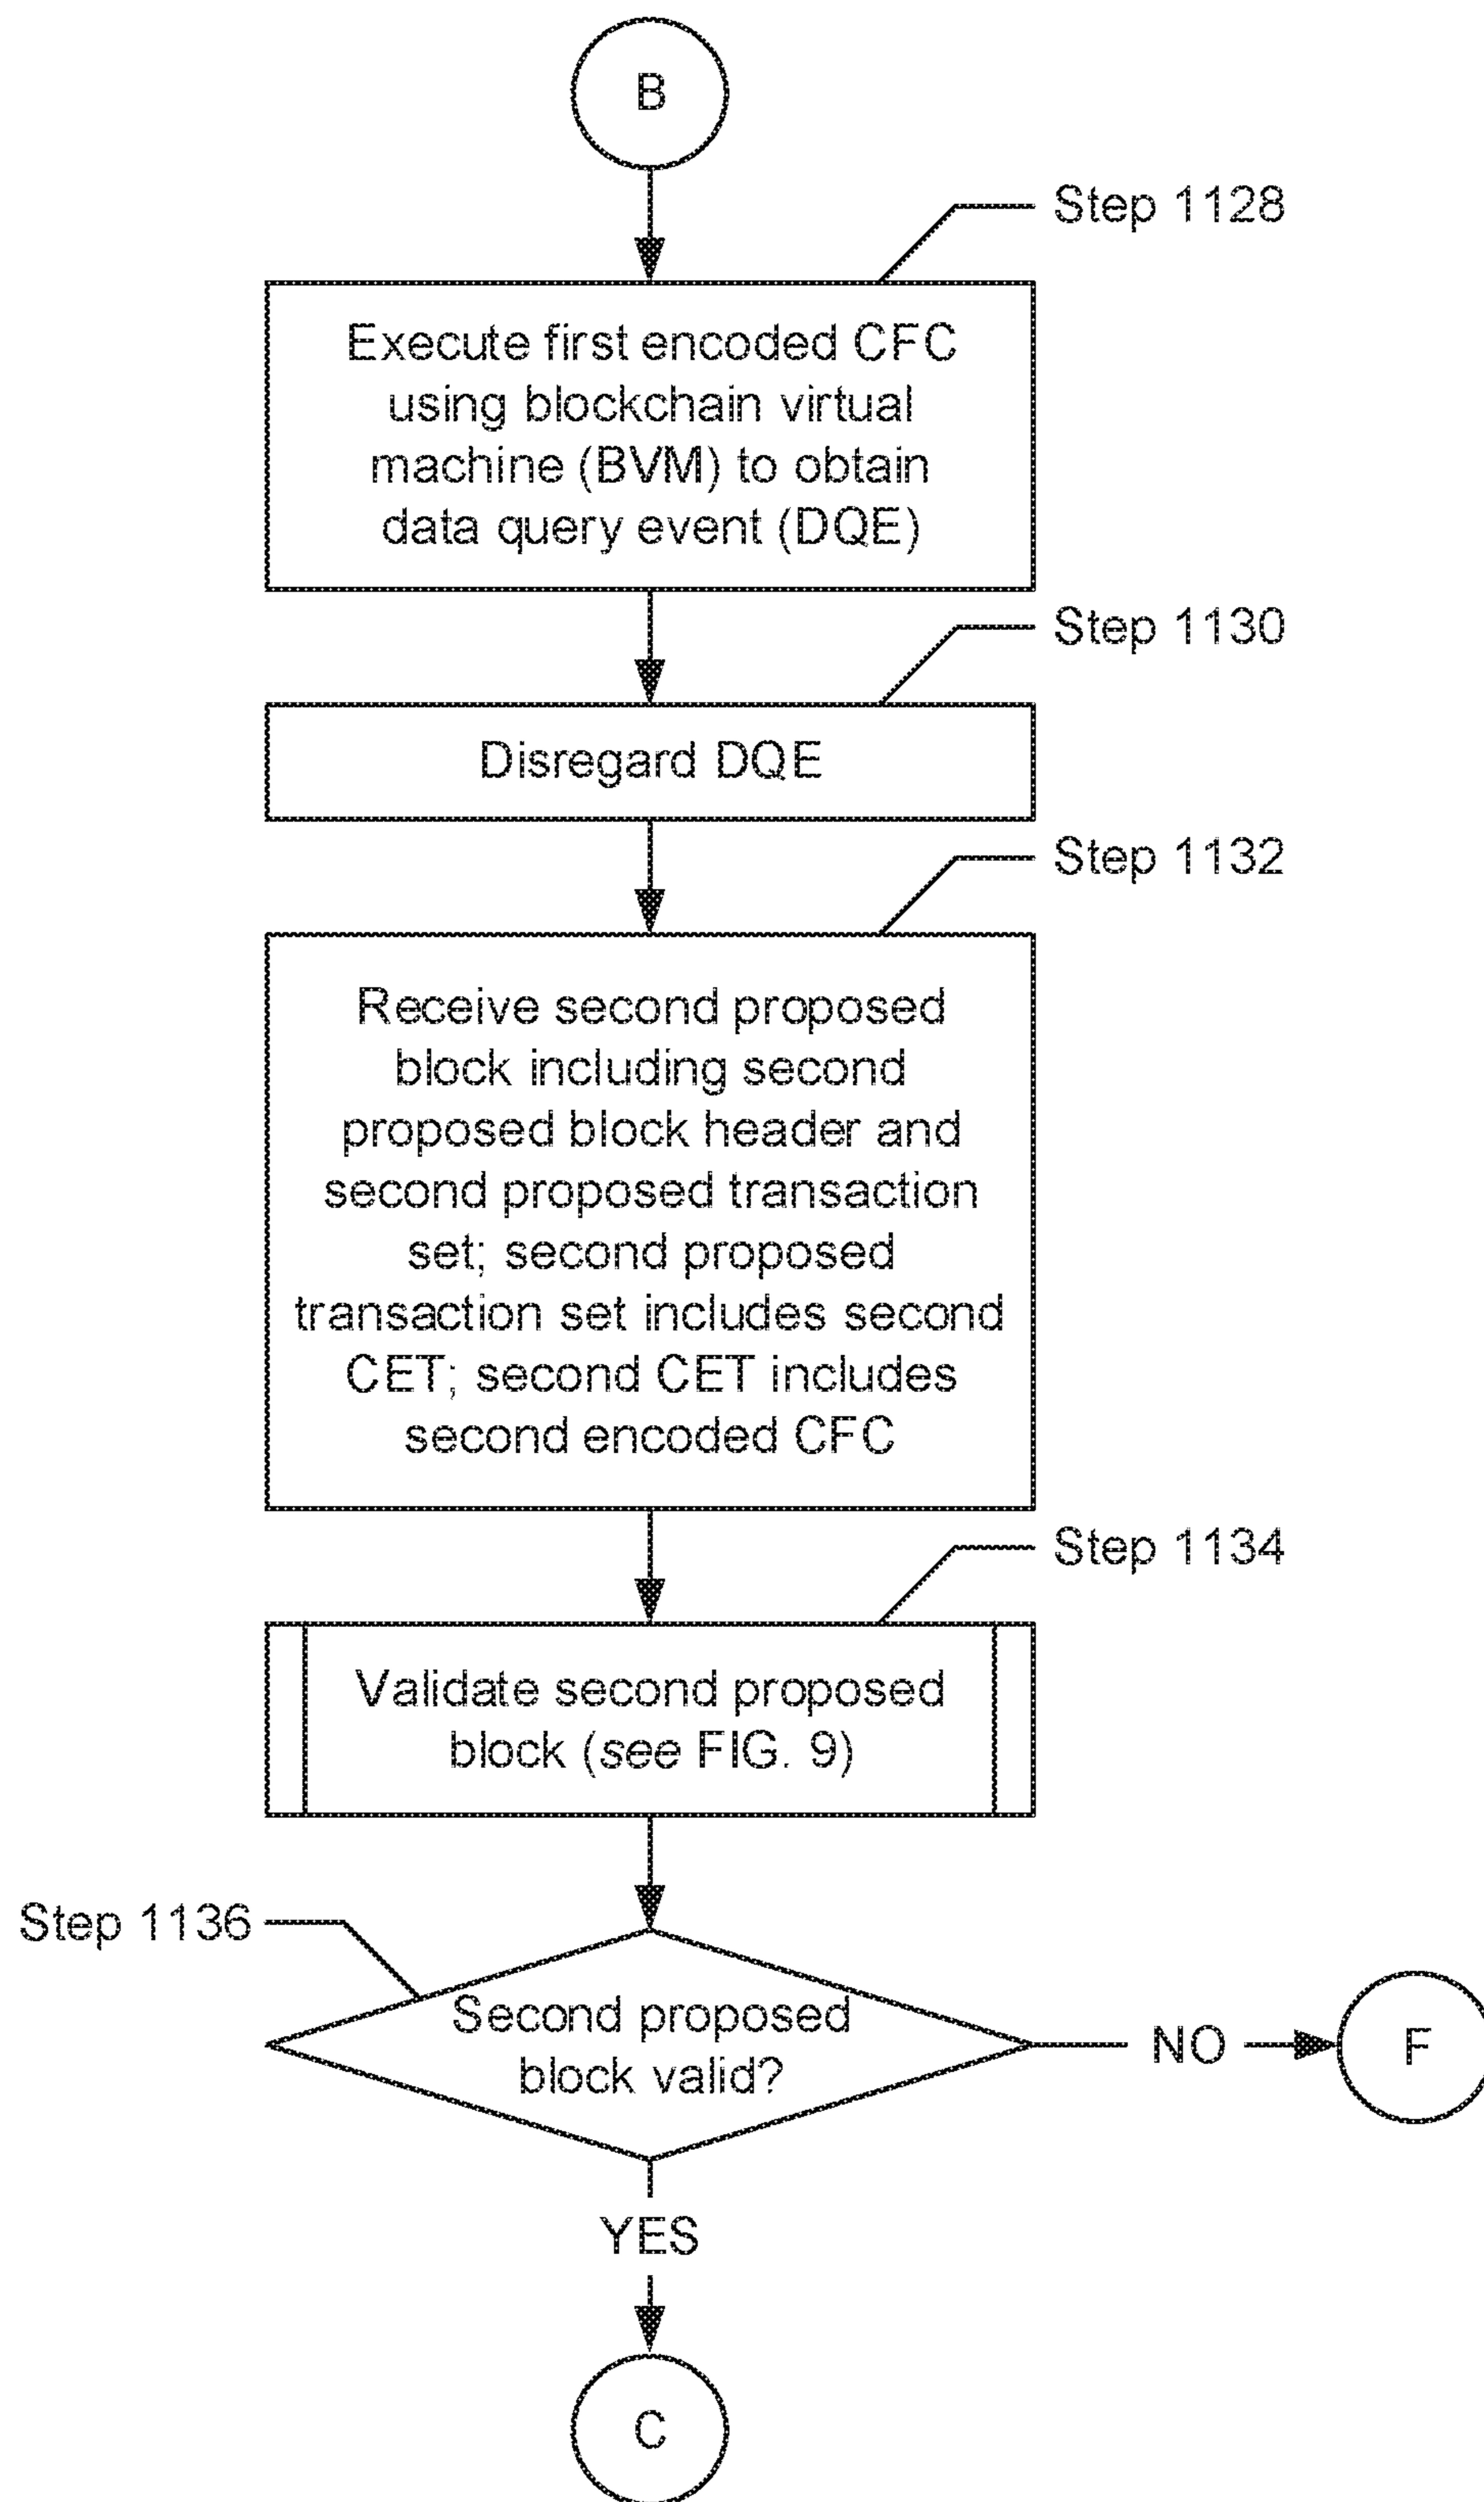 B
Step 1128
Execute first encoded CFC
using blockchain virtual
machine (BVM) to obtain
data query event (DQE)
Step 1130
Disregard DQE
Step 1132
Receive second proposed
block including second
proposed block header and
second proposed transaction
set; second proposed
transaction set includes second
CET; second CET includes
second encoded CFC
Step 1134
Validate second proposed
block (see FIG. 9)
Step 1136
Second proposed
block valid?
NO
F
YES
C